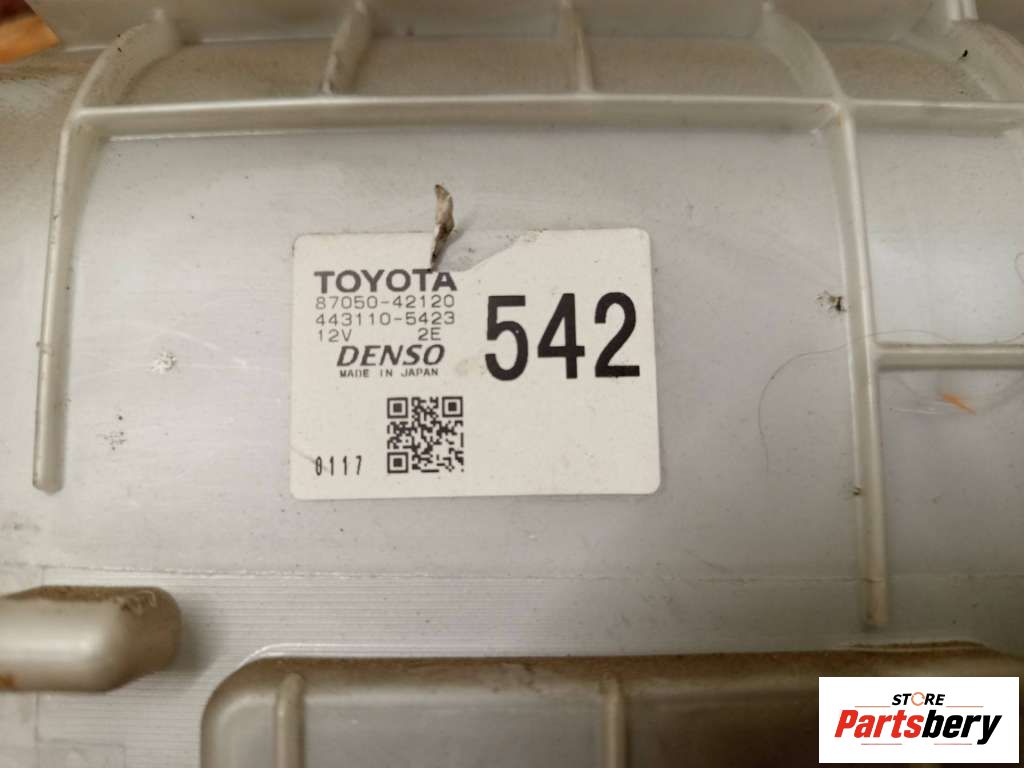 TOYOTA
87050-42120
443110-5423
12V 2E
DENSO
MADE IN JAPAN
542
0117
STORE
Partsbery